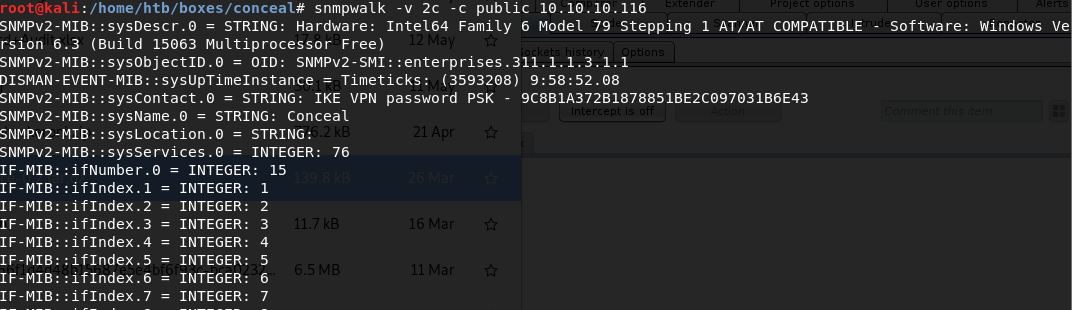 root@kali:/home/htb/boxes/conceal# snmpwalk -v 2c -c public 10.10.10.116
SNMPv2-MIB::sysDescr.0 = STRING: Hardware: Intel64 Family 6 Model 79 Stepping 1 AT/AT COMPATIBLE - Software: Windows Ve
rsion 6.3 (Build 15063 Multiprocessor Free)
SNMPv2-MIB::sysObjectID.0 = OID: SNMPv2-SMI::enterprises.311.1.1.3.1.1
DISMAN-EVENT-MIB::sysUpTimeInstance = Timeticks: (3593208) 9:58:52.08
SNMPv2-MIB::sysContact.0 = STRING: IKE VPN password PSK - 9C8B1A372B1878851BE2C097031B6E43
SNMPv2-MIB::sysName.0 = STRING: Conceal
SNMPv2-MIB::sysLocation.0 = STRING:
SNMPv2-MIB::sysServices.0 = INTEGER: 76
IF-MIB::ifNumber.0 = INTEGER: 15
IF-MIB::ifIndex.1 = INTEGER: 1
IF-MIB::ifIndex.2 = INTEGER: 2
IF-MIB::ifIndex.3 = INTEGER: 3
IF-MIB::ifIndex.4 = INTEGER: 4
IF-MIB::ifIndex.5 = INTEGER: 5
IF-MIB::ifIndex.6 = INTEGER: 6
IF-MIB::ifIndex.7 = INTEGER: 7
12 May
21 Apr
139.8 kB 26 Mar
11.7 kB 16 Mar
6.5 MB 11 Mar
Project options User options Alerts
Sockets history Options
Intercept is off Action Comment this item